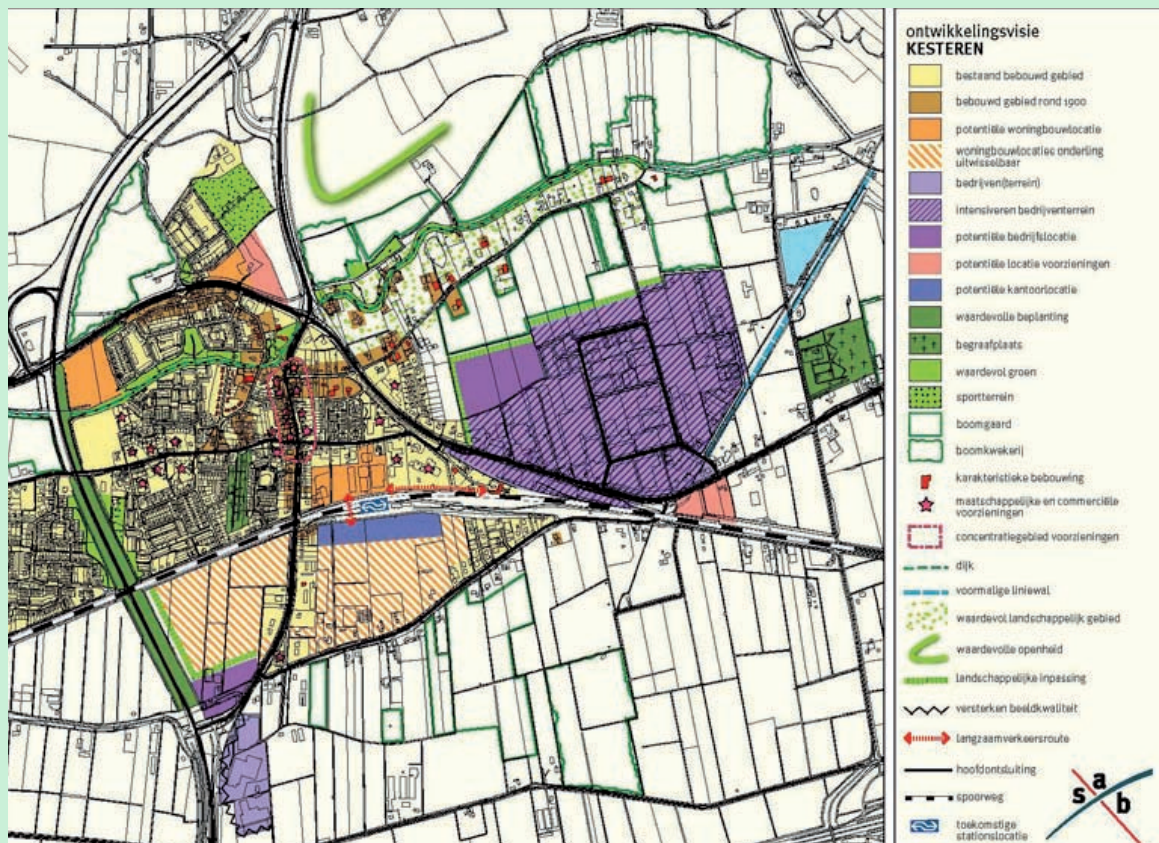 ontwikkelingsvisie
KESTEREN
bestaand bebouwd gebied
bebouwd gebied rond 1900
potentiële woningbouwlocatie
woningbouwlocaties onderling
uitwisselbaar
bedrijven(terrein)
intensiveren bedrijventerrein
potentiële bedrijfslocatie
potentiële locatie voorzieningen
potentiële kantoorlocatie
waardevolle beplanting
begraafplaats
waardevol groen
sportterrein
boomgaard
boomkwekerij
karakteristieke bebouwing
maatschappelijke en commerciële
voorzieningen
concentratiegebied voorzieningen
dijk
voormalige liniewal
waardevol landschappelijk gebied
waardevolle openheid
landschappelijke inpassing
versterken beeldkwaliteit
langzaamverkeersroute
hoofdontsluiting
spoorweg
toekomstige
stationslocatie
s a b